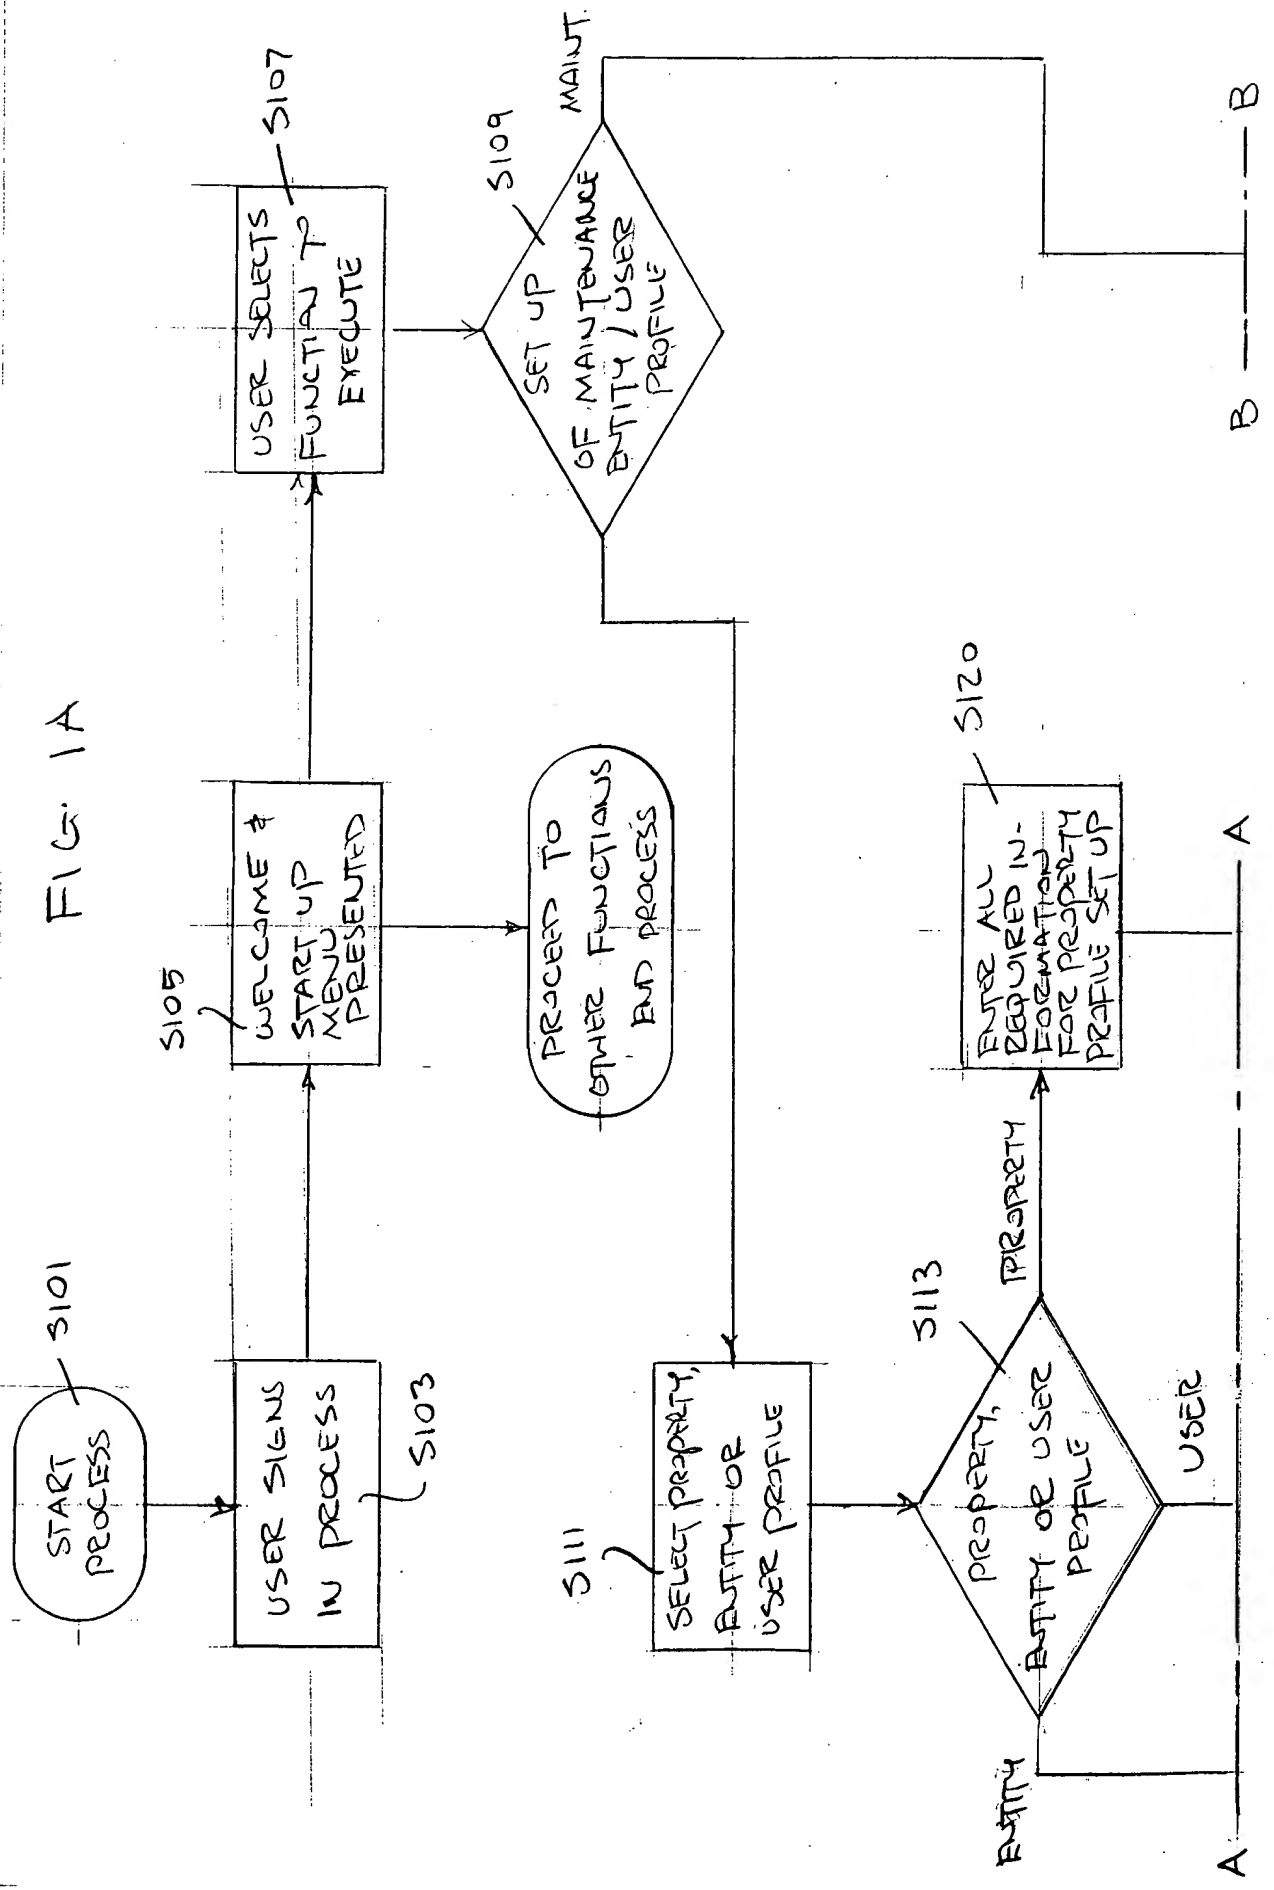 FIG. 1A
START
PROCESS
S101
USER SIGNS
IN PROCESS
S103
S105
WELCOME &
START UP
MENU
PRESENTED
USER SELECTS
FUNCTION TO
EXECUTE
S107
PROCEED TO
OTHER FUNCTIONS
END PROCESS
S109
SET UP
OF MAINTENANCE
ENTITY / USER
PROFILE
MAINT.
S111
SELECT PROPERTY,
ENTITY OR
USER PROFILE
S113
PROPERTY,
ENTITY OR USER
PROFILE
ENTITY
PROPERTY
USER
S120
ENTER ALL
REQUIRED IN-
FORMATION
FOR PROPERTY
PROFILE SET UP
A
A
B
B